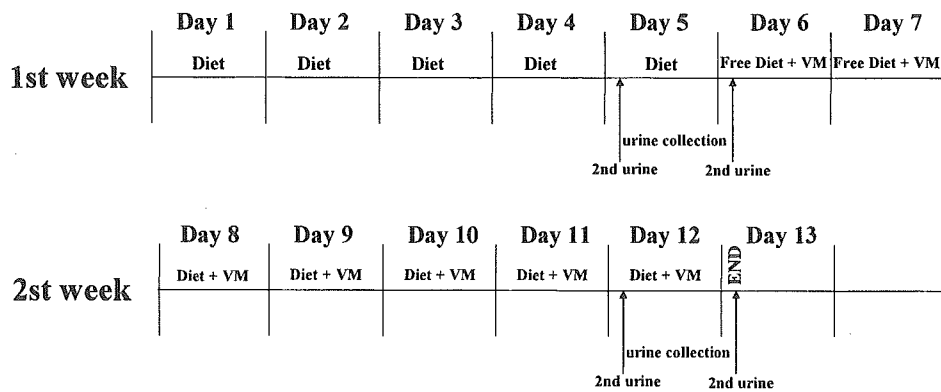 Day 1 Day 2 Day 3 Day 4 Day 5 Day 6 Day 7
Diet Diet Diet Diet Diet Free Diet + VM Free Diet + VM
1st week
urine collection
2nd urine 2nd urine
Day 8 Day 9 Day 10 Day 11 Day 12 END Day 13
Diet + VM Diet + VM Diet + VM Diet + VM Diet + VM
2st week
urine collection
2nd urine 2nd urine